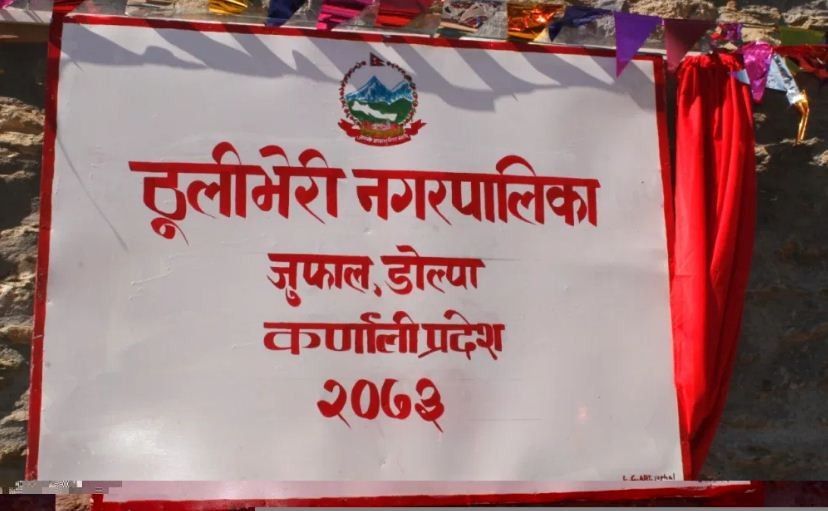 ठूलीभेरी नगरपालिका
जुफाल, डोल्पा
कर्णाली प्रदेश
२०७३